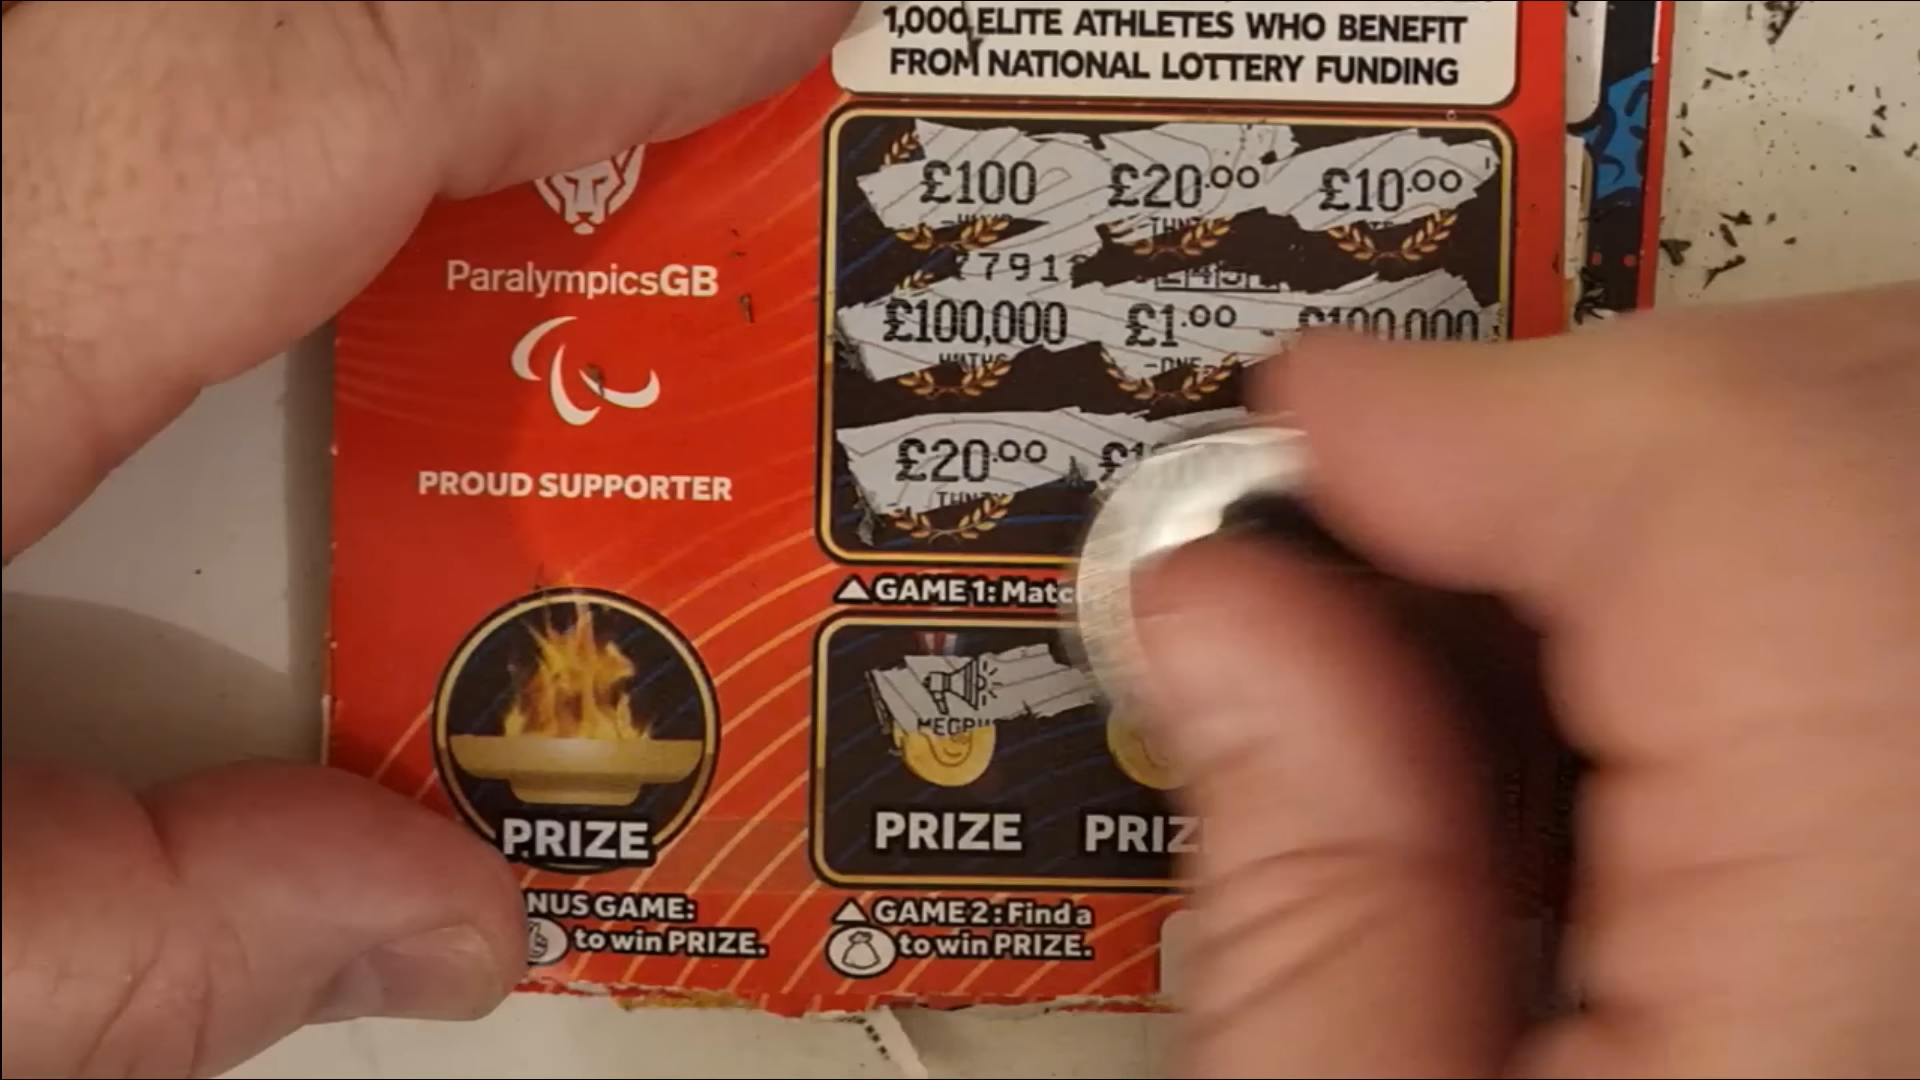 1,000 ELITE ATHLETES WHO BENEFIT
FROM NATIONAL LOTTERY FUNDING
£100 £20.00 £10.00
ParalympicsGB
7791
£100,000 £1.00 £100,000
-ONE-
£20.00
PROUD SUPPORTER
GAME 1:
PRIZE
PRIZE
NUS GAME:
to win PRIZE.
GAME 2: Find a
to win PRIZE.